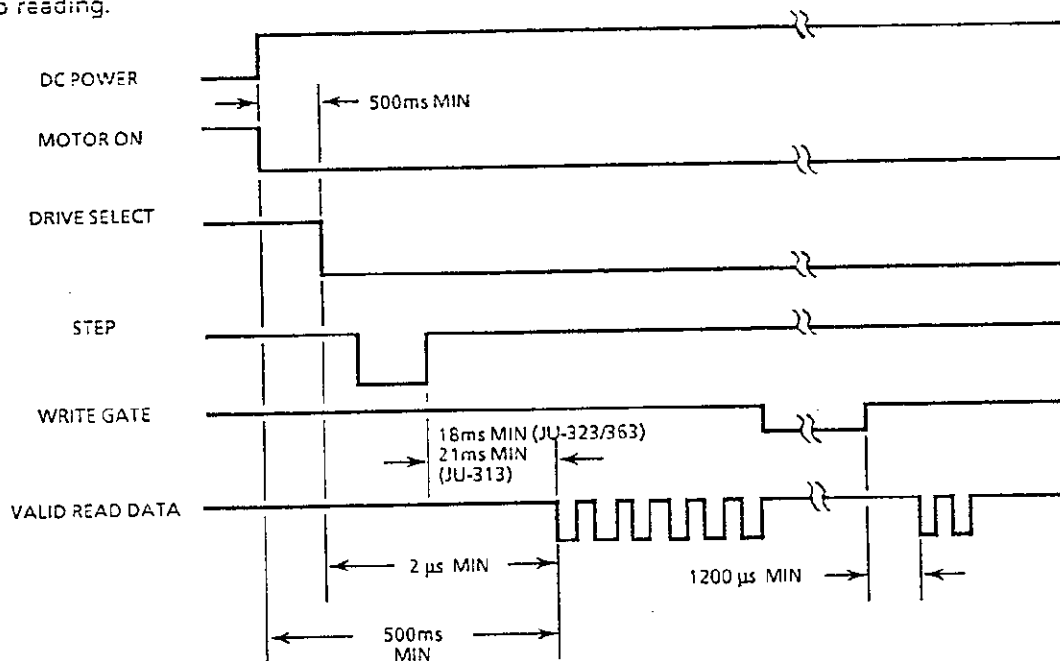 o reading.
DC POWER
500ms MIN
MOTOR ON
DRIVE SELECT
STEP
WRITE GATE
18ms MIN (JU-323/363)
21ms MIN
(JU-313)
VALID READ DATA
2 µs MIN
1200 µs MIN
500ms
MIN